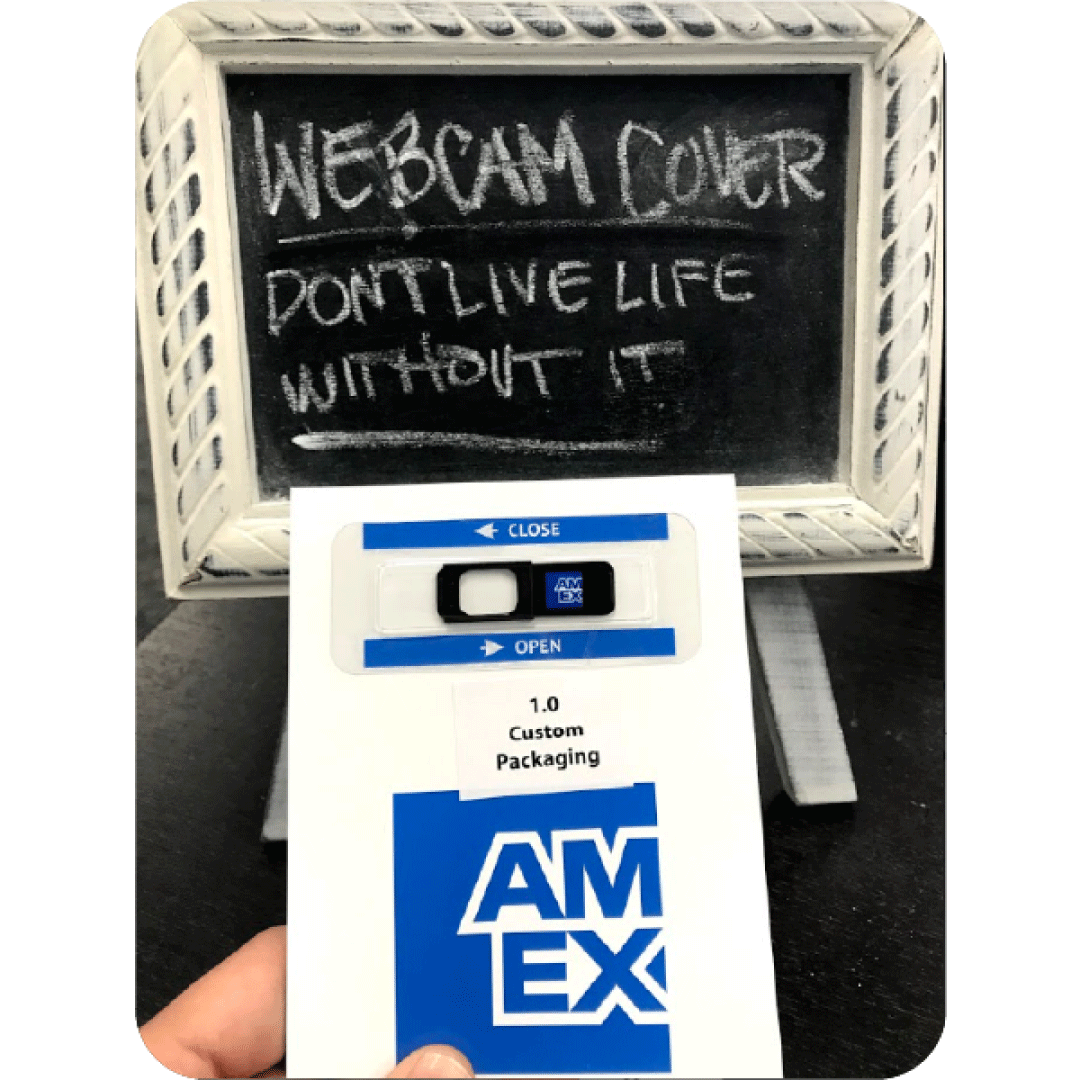 WEBCAM COVER
DONT LIVE LIFE
WITHOUT IT
CLOSE
AM
EX
OPEN
1.0
Custom
Packaging
AM
EX